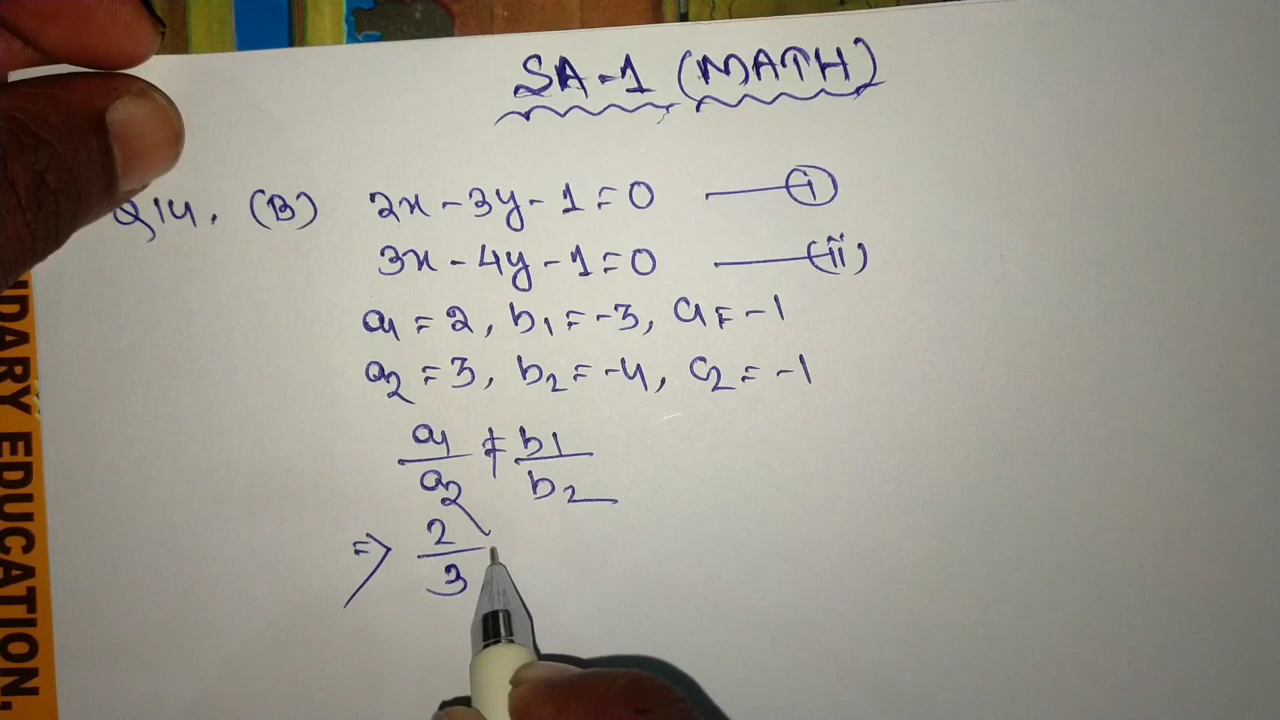 SA-1 (MATH)
Q14. (B) 2x - 3y - 1 = 0 (i)
3x - 4y - 1 = 0 (ii)
a1 = 2, b1 = -3, c1 = -1
a2 = 3, b2 = -4, c2 = -1
a1/a2 ≠ b1/b2
⇒ 2/3
NDARY EDUCATION,